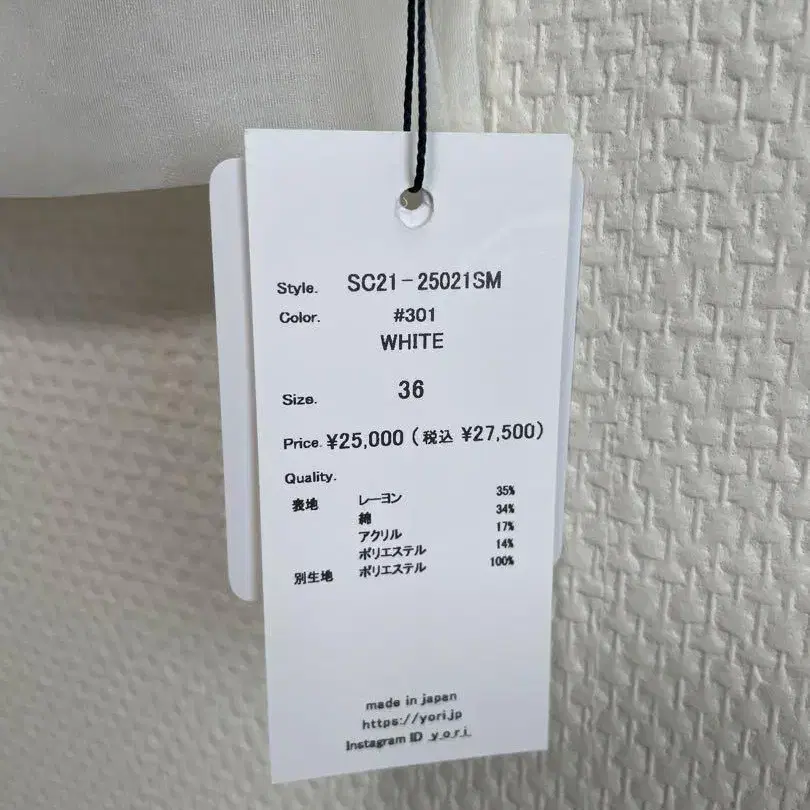 Style. SC21-25021SM
Color. #301
WHITE
Size. 36
Price. ¥25,000 (税込 ¥27,500)
Quality.
表地 レーヨン 35%
綿 34%
アクリル 17%
ポリエステル 14%
別生地 ポリエステル 100%
made in japan
https://yori.jp
Instagram ID _y_o_r_i_